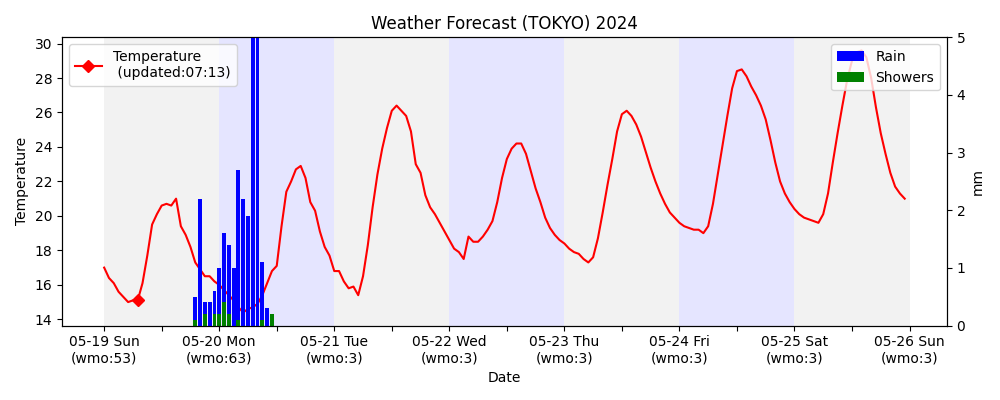 Weather Forecast (TOKYO) 2024
Temperature
(updated:07:13)
Rain
Showers
Temperature
30
28
26
24
22
20
18
16
14
5
4
3
2
1
0
mm
05-19 Sun
(wmo:53)
05-20 Mon
(wmo:63)
05-21 Tue
(wmo:3)
05-22 Wed
(wmo:3)
05-23 Thu
(wmo:3)
05-24 Fri
(wmo:3)
05-25 Sat
(wmo:3)
05-26 Sun
(wmo:3)
Date